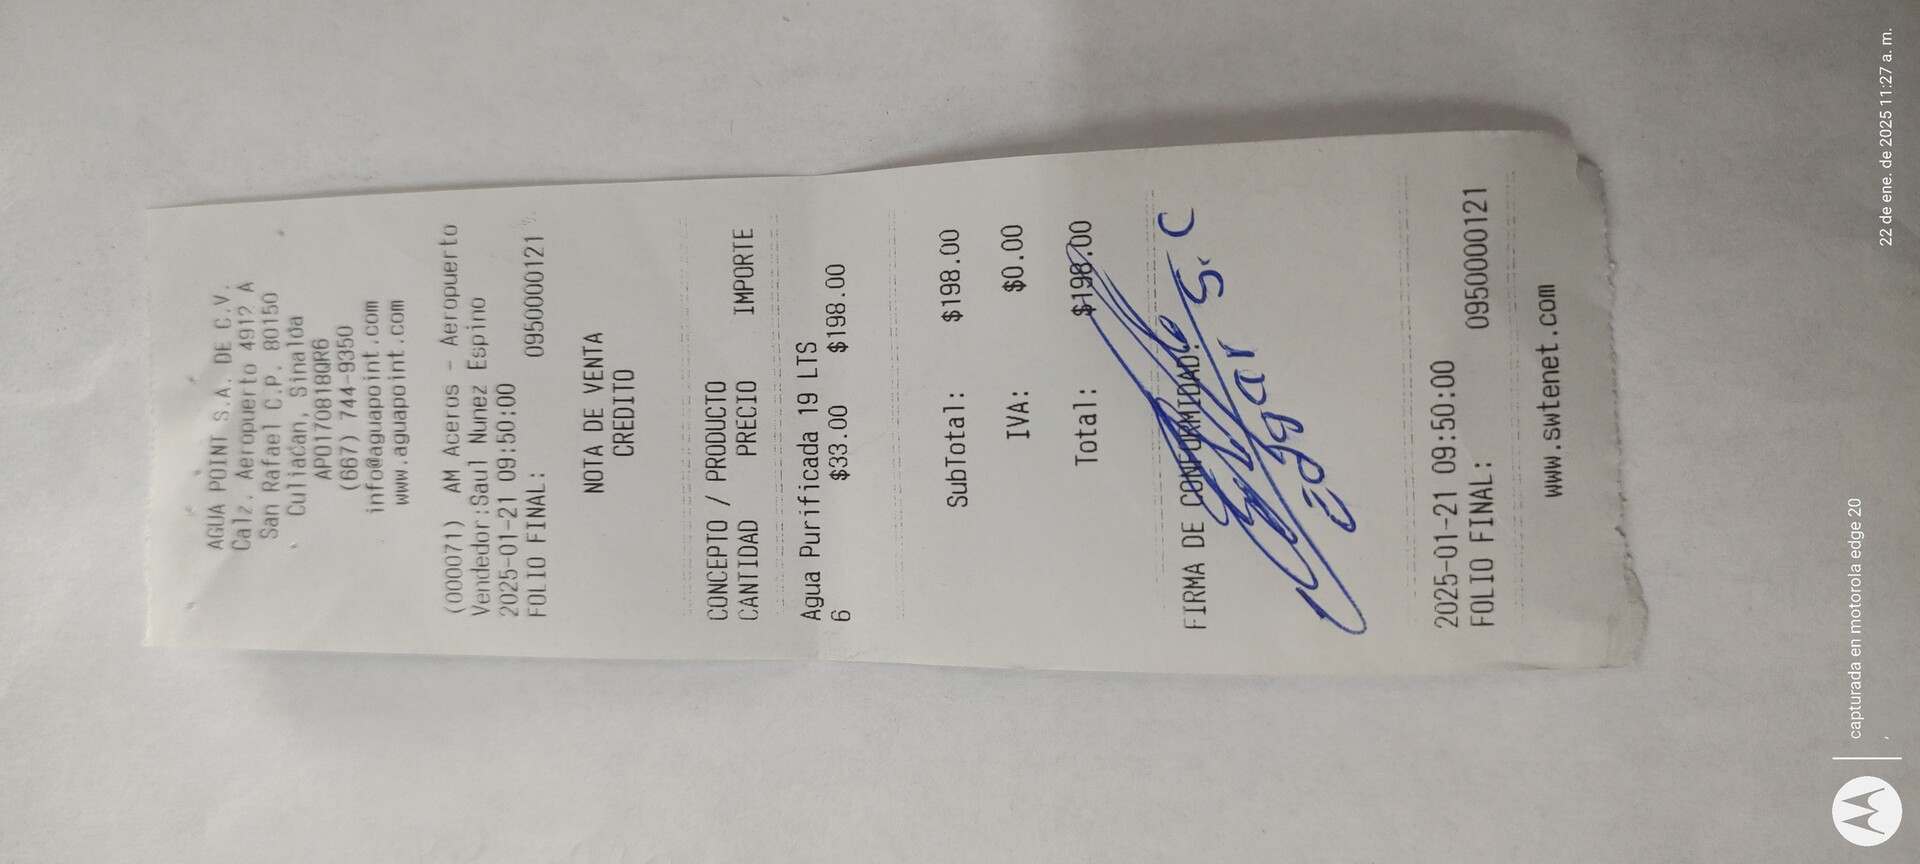 AGUA POINT S.A. DE C.V.
Calz. Aeropuerto 4912 A
San Rafael C.P. 80150
Culiacan, Sinaloa
APO170818QR6
(667) 744-9350
info@aguapoint.com
www.aguapoint.com
(000071) AM Aceros - Aeropuerto
Vendedor:Saul Nunez Espino
2025-01-21 09:50:00
FOLIO FINAL: 0950000121
NOTA DE VENTA
CREDITO
CONCEPTO / PRODUCTO
CANTIDAD PRECIO IMPORTE
Agua Purificada 19 LTS
6 $33.00 $198.00
SubTotal: $198.00
IVA: $0.00
Total: $198.00
FIRMA DE CONFORMIDAD:
Edgar S. C
2025-01-21 09:50:00
FOLIO FINAL: 0950000121
www.swtenet.com
capturada en motorola edge 20
22 de ene. de 2025 11:27 a. m.